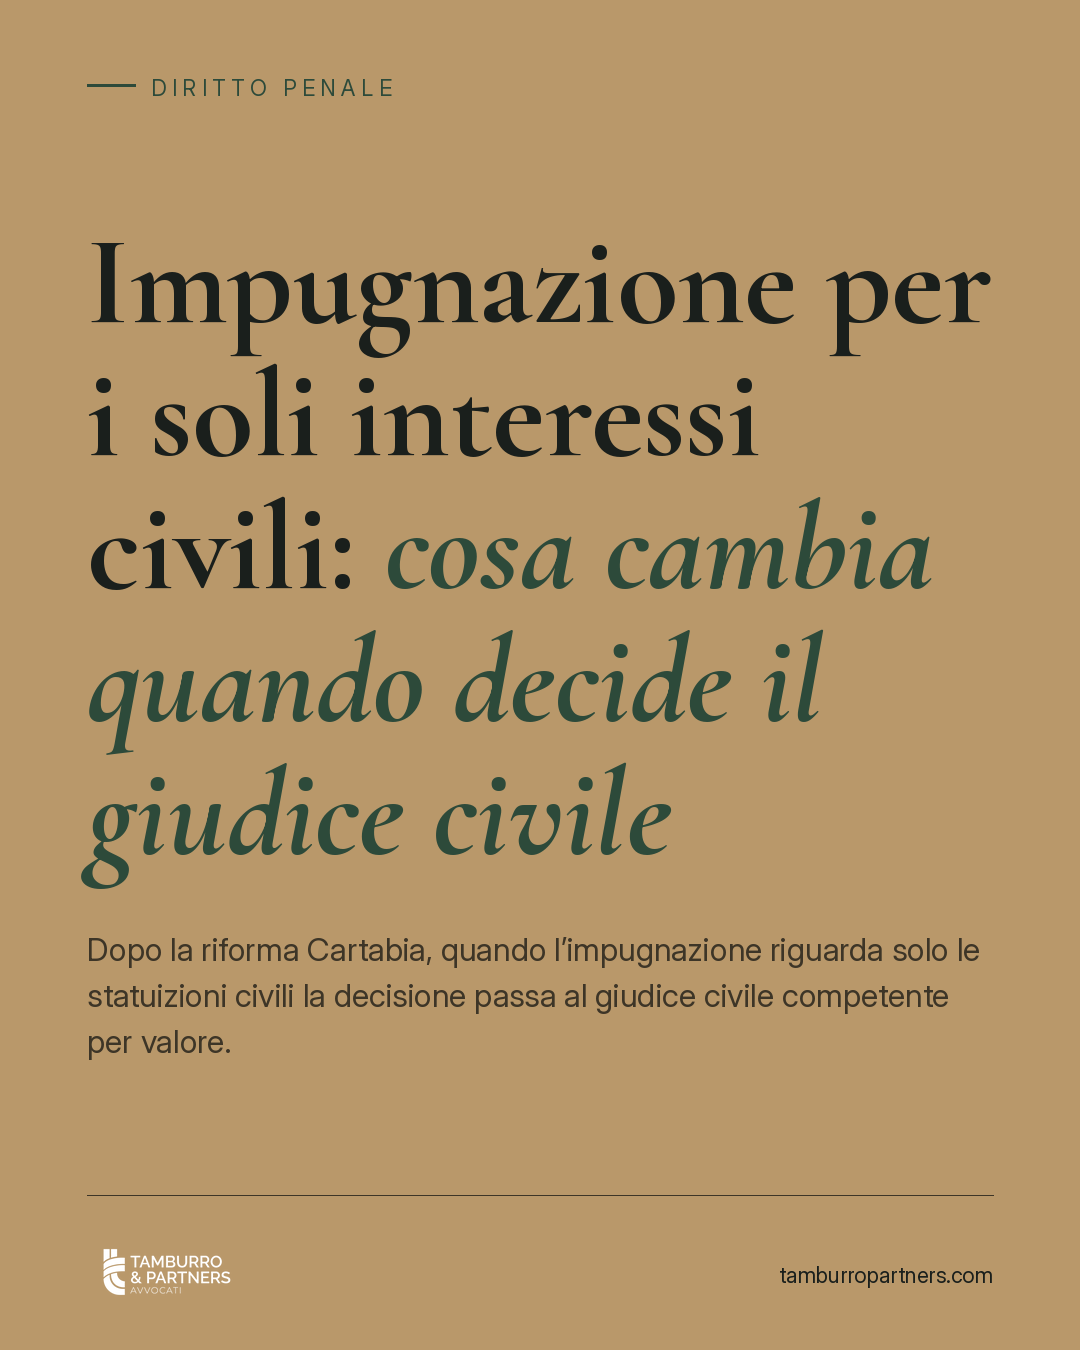 DIRITTO PENALE
Impugnazione per
i soli interessi
civili: cosa cambia
quando decide il
giudice civile
Dopo la riforma Cartabia, quando l’impugnazione riguarda solo le
statuizioni civili la decisione passa al giudice civile competente
per valore.
TAMBURRO
& PARTNERS
AVVOCATI
tamburropartners.com